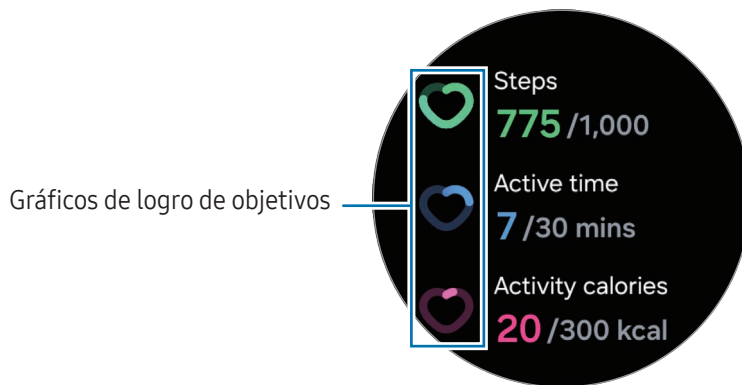 Steps
775 /1,000
Gráficos de logro de objetivos
Active time
7 /30 mins
Activity calories
20 /300 kcal